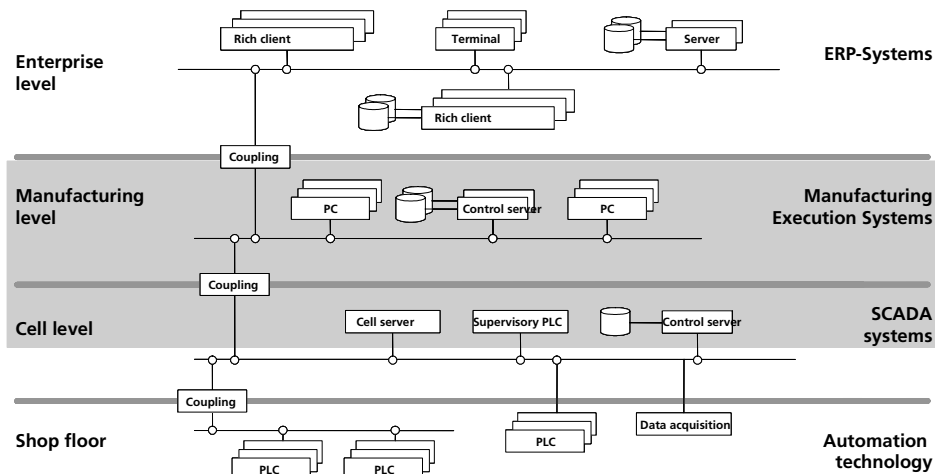 Rich client
Terminal
Server
Enterprise
level
ERP-Systems
Rich client
Coupling
Manufacturing
level
PC
Control server
PC
Manufacturing
Execution Systems
Coupling
Cell level
Cell server
Supervisory PLC
Control server
SCADA
systems
Coupling
Shop floor
PLC
PLC
PLC
Data acquisition
Automation
technology